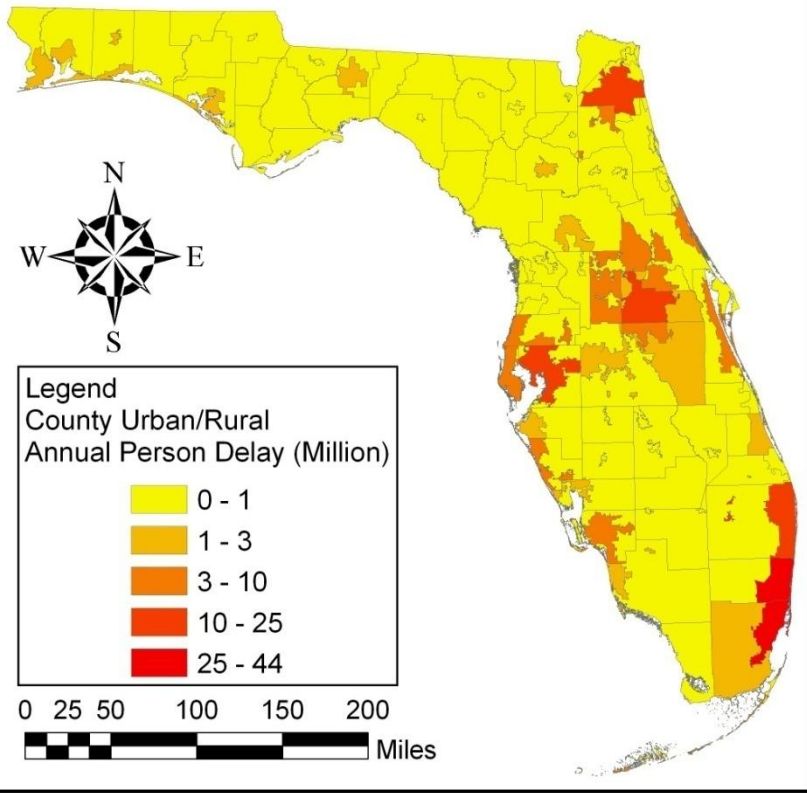 N
W E
S
Legend
County Urban/Rural
Annual Person Delay (Million)
0 - 1
1 - 3
3 - 10
10 - 25
25 - 44
0 25 50 100 150 200
Miles